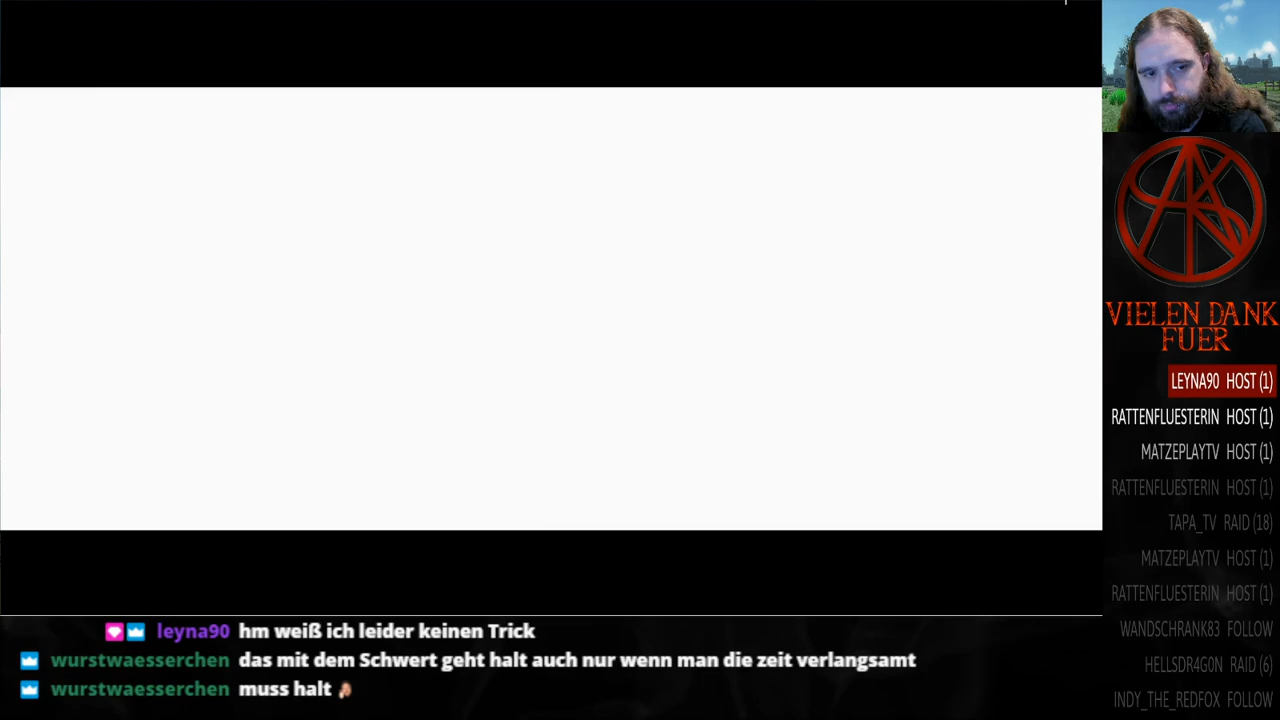 VIELEN DANK
FUER
LEYNA90 HOST (1)
RATTENFLUESTERIN HOST (1)
MATZEPLAYTV HOST (1)
RATTENFLUESTERIN HOST (1)
TAPA_TV RAID (18)
MATZEPLAYTV HOST (1)
RATTENFLUESTERIN HOST (1)
WANDSCHRANK83 FOLLOW
HELLSDR4G0N RAID (6)
INDY_THE_REDFOX FOLLOW
leyna90 hm weiß ich leider keinen Trick
wurstwaesserchen das mit dem Schwert geht halt auch nur wenn man die zeit verlangsamt
wurstwaesserchen muss halt